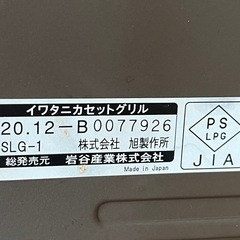 イワタニカセットグリル
20.12-B0077926
SLG-1 株式会社 旭製作所
総発売元 岩谷産業株式会社
Made in Japan
PS
LPG
JIA